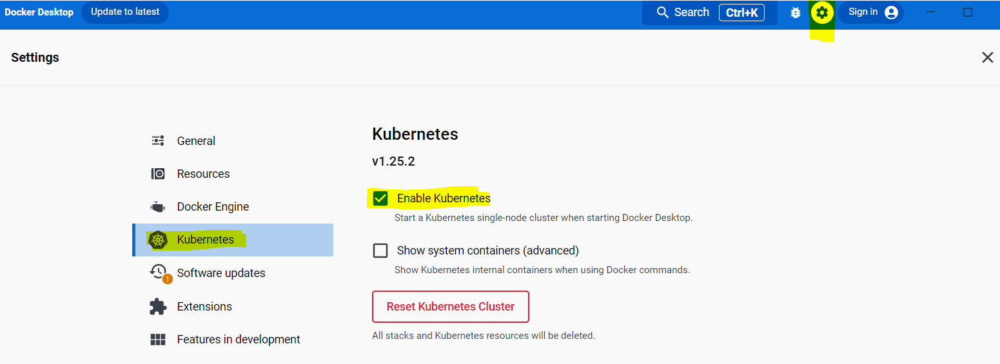 Docker Desktop Update to latest Search Ctrl+K Sign in
Settings
General
Resources
Docker Engine
Kubernetes
Software updates
Extensions
Features in development
Kubernetes
v1.25.2
Enable Kubernetes
Start a Kubernetes single-node cluster when starting Docker Desktop.
Show system containers (advanced)
Show Kubernetes internal containers when using Docker commands.
Reset Kubernetes Cluster
All stacks and Kubernetes resources will be deleted.